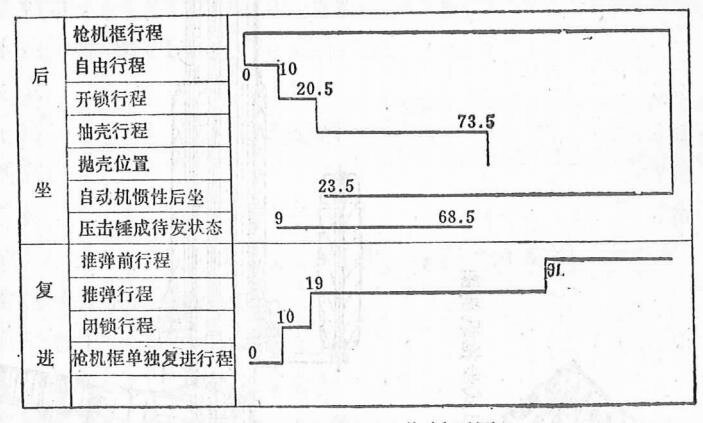 后坐
枪机框行程
自由行程
0
10
开锁行程
20.5
抽壳行程
73.5
抛壳位置
自动机惯性后坐
23.5
压击锤成待发状态
9
68.5
复进
推弹前行程
推弹行程
19
闭锁行程
10
枪机框单独复进行程
0